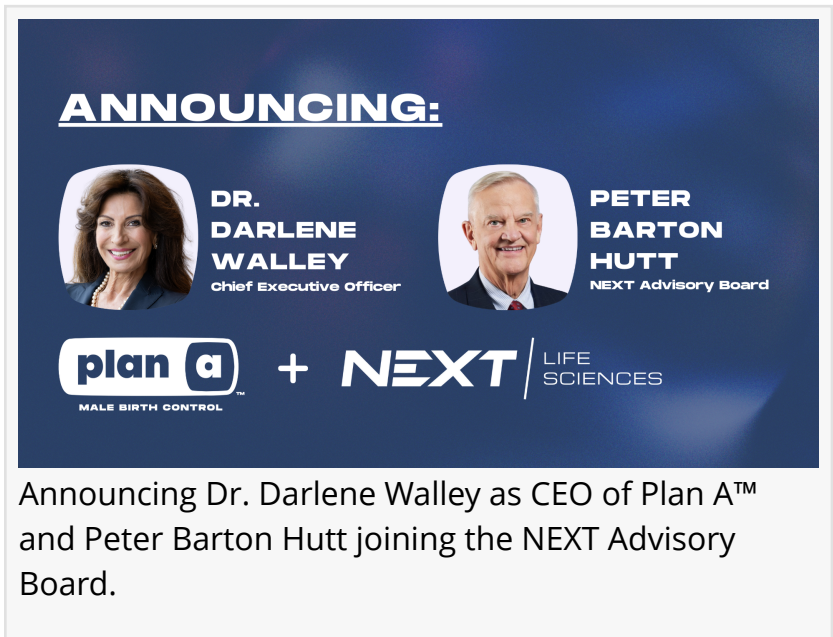 ANNOUNCING:
DR.
DARLENE
WALLEY
Chief Executive Officer
PETER
BARTON
HUTT
NEXT Advisory Board
plan a™
MALE BIRTH CONTROL
+
NEXT
LIFE
SCIENCES
Announcing Dr. Darlene Walley as CEO of Plan A™
and Peter Barton Hutt joining the NEXT Advisory
Board.